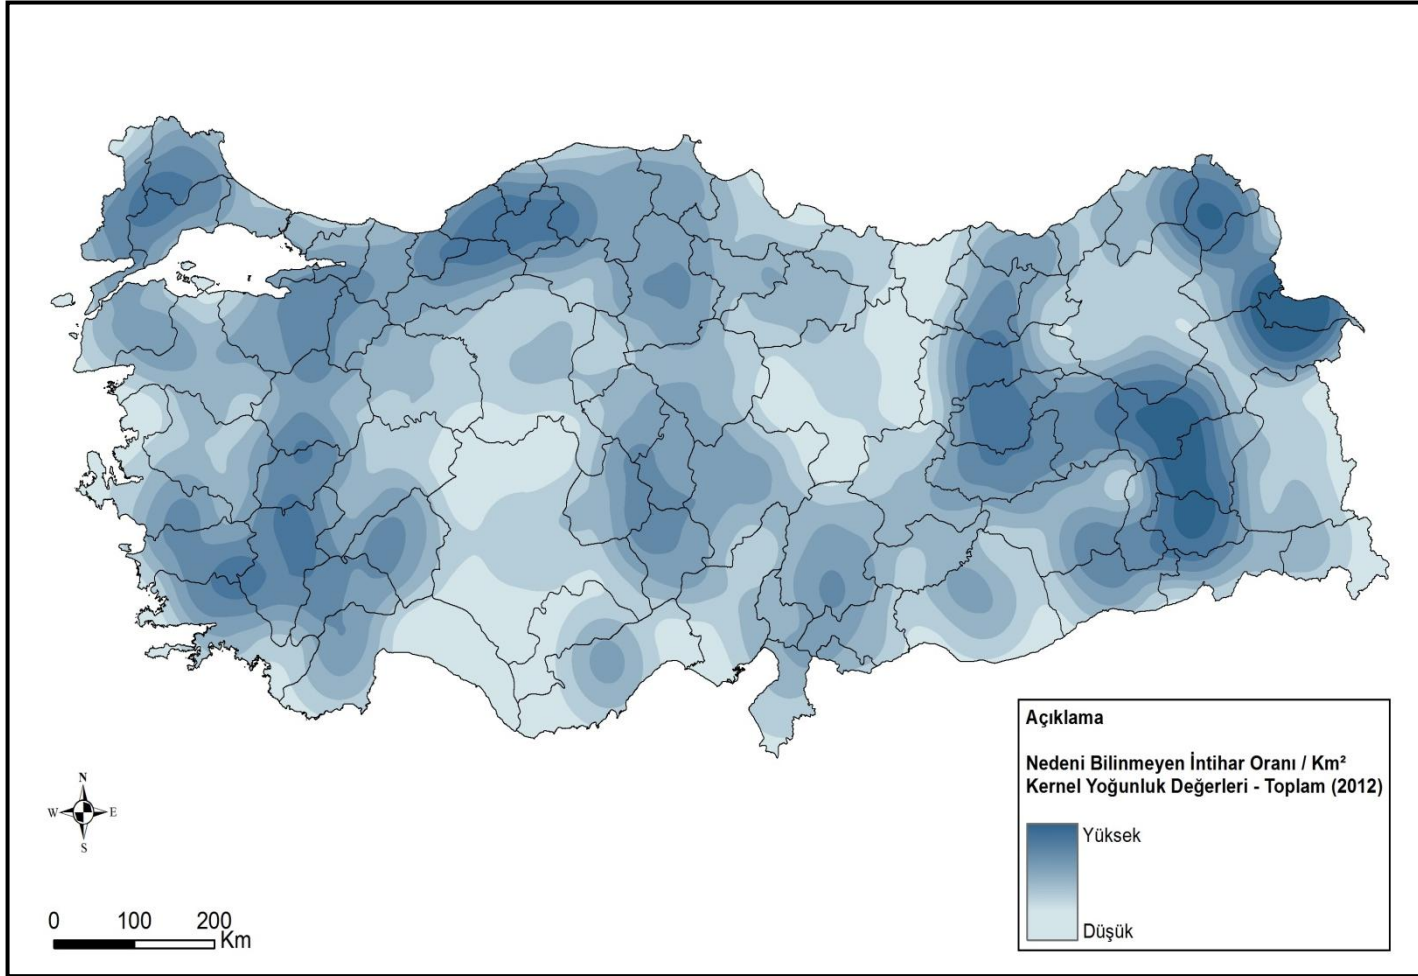 Açıklama
Nedeni Bilinmeyen İntihar Oranı / Km²
Kernel Yoğunluk Değerleri - Toplam (2012)
Yüksek
Düşük
N
W E
S
0 100 200
Km